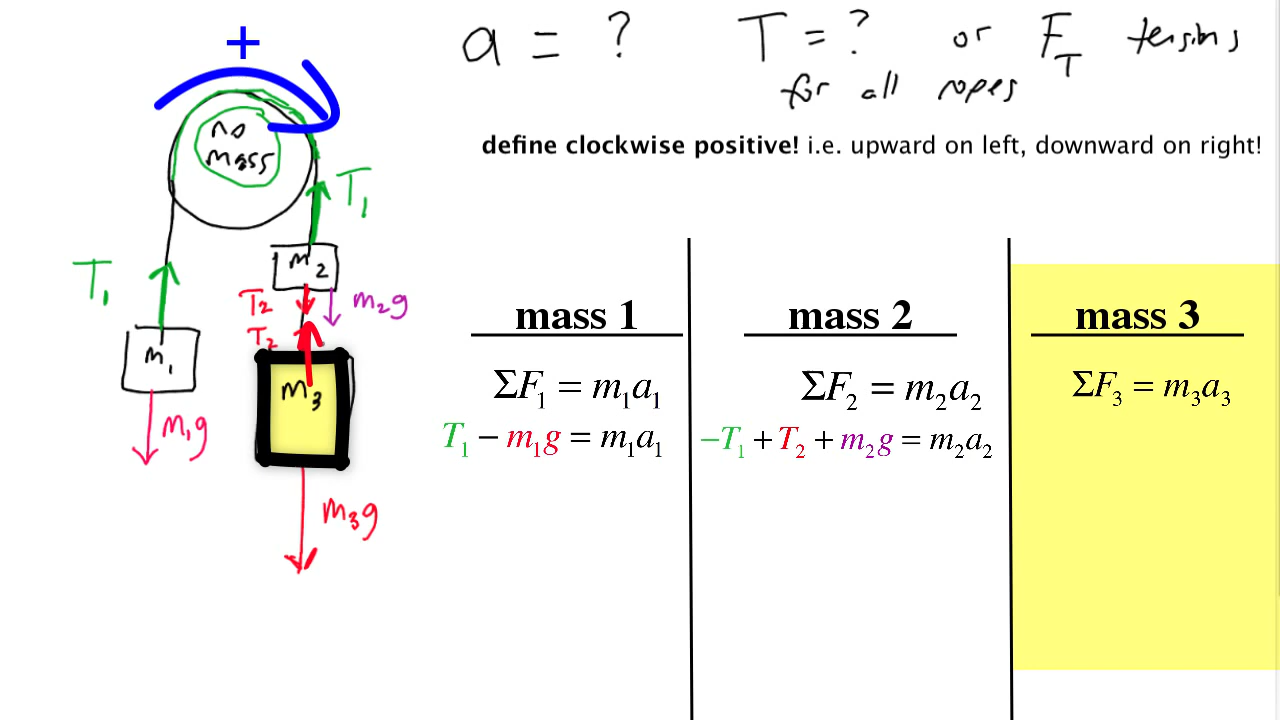 a = ? T = ? or F_T tensions
for all ropes
define clockwise positive! i.e. upward on left, downward on right!
+
no
mass
T₁
T₁
m₂
T₂ m₂g
T₂
m₁
m₃
m₁g
m₃g
mass 1
ΣF₁ = m₁a₁
T₁ − m₁g = m₁a₁
mass 2
ΣF₂ = m₂a₂
−T₁ + T₂ + m₂g = m₂a₂
mass 3
ΣF₃ = m₃a₃